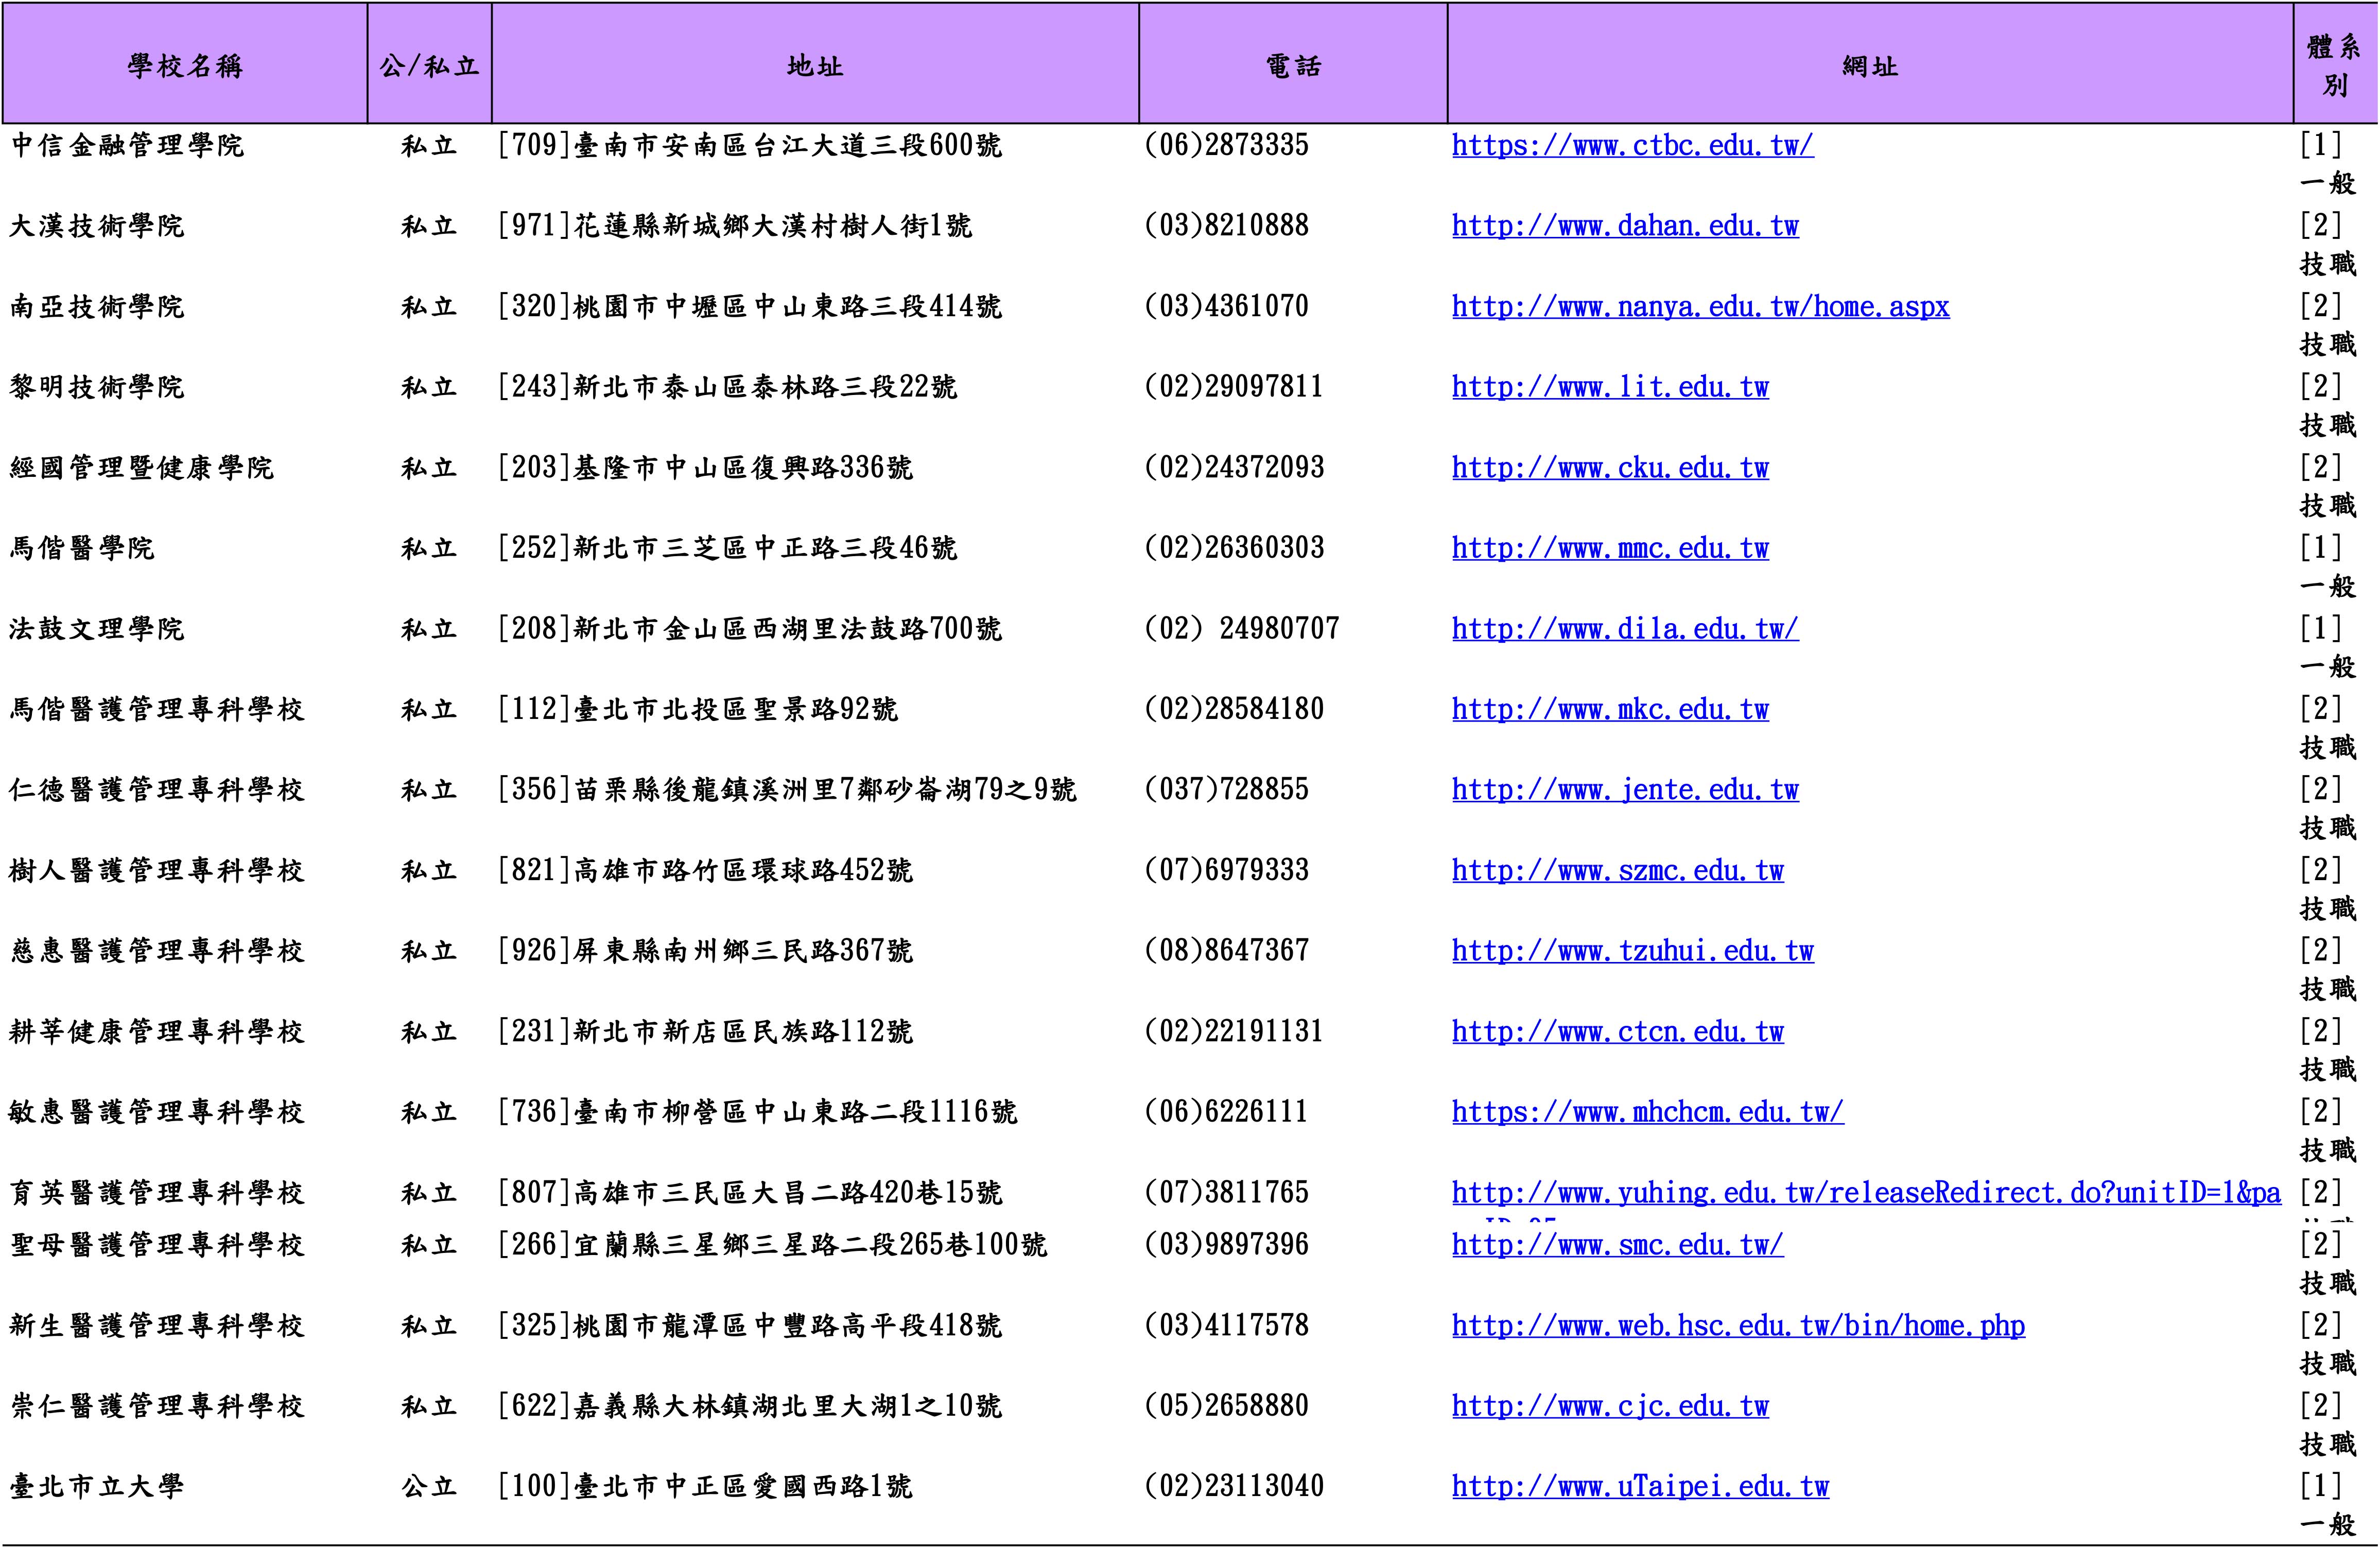 學校名稱 公/私立 地址 電話 網址 體系別
中信金融管理學院 私立 [709]臺南市安南區台江大道三段600號 (06)2873335 https://www.ctbc.edu.tw/ [1]
一般
大漢技術學院 私立 [971]花蓮縣新城鄉大漢村樹人街1號 (03)8210888 http://www.dahan.edu.tw [2]
技職
南亞技術學院 私立 [320]桃園市中壢區中山東路三段414號 (03)4361070 http://www.nanya.edu.tw/home.aspx [2]
技職
黎明技術學院 私立 [243]新北市泰山區泰林路三段22號 (02)29097811 http://www.lit.edu.tw [2]
技職
經國管理暨健康學院 私立 [203]基隆市中山區復興路336號 (02)24372093 http://www.cku.edu.tw [2]
技職
馬偕醫學院 私立 [252]新北市三芝區中正路三段46號 (02)26360303 http://www.mmc.edu.tw [1]
一般
法鼓文理學院 私立 [208]新北市金山區西湖里法鼓路700號 (02) 24980707 http://www.dila.edu.tw/ [1]
一般
馬偕醫護管理專科學校 私立 [112]臺北市北投區聖景路92號 (02)28584180 http://www.mkc.edu.tw [2]
技職
仁德醫護管理專科學校 私立 [356]苗栗縣後龍鎮溪洲里7鄰砂崙湖79之9號 (037)728855 http://www.jente.edu.tw [2]
技職
樹人醫護管理專科學校 私立 [821]高雄市路竹區環球路452號 (07)6979333 http://www.szmc.edu.tw [2]
技職
慈惠醫護管理專科學校 私立 [926]屏東縣南州鄉三民路367號 (08)8647367 http://www.tzuhui.edu.tw [2]
技職
耕莘健康管理專科學校 私立 [231]新北市新店區民族路112號 (02)22191131 http://www.ctcn.edu.tw [2]
技職
敏惠醫護管理專科學校 私立 [736]臺南市柳營區中山東路二段1116號 (06)6226111 https://www.mhchcm.edu.tw/ [2]
技職
育英醫護管理專科學校 私立 [807]高雄市三民區大昌二路420巷15號 (07)3811765 http://www.yuhing.edu.tw/releaseRedirect.do?unitID=1&pa [2]
聖母醫護管理專科學校 私立 [266]宜蘭縣三星鄉三星路二段265巷100號 (03)9897396 http://www.smc.edu.tw/ [2]
技職
新生醫護管理專科學校 私立 [325]桃園市龍潭區中豐路高平段418號 (03)4117578 http://www.web.hsc.edu.tw/bin/home.php [2]
技職
崇仁醫護管理專科學校 私立 [622]嘉義縣大林鎮湖北里大湖1之10號 (05)2658880 http://www.cjc.edu.tw [2]
技職
臺北市立大學 公立 [100]臺北市中正區愛國西路1號 (02)23113040 http://www.uTaipei.edu.tw [1]
一般